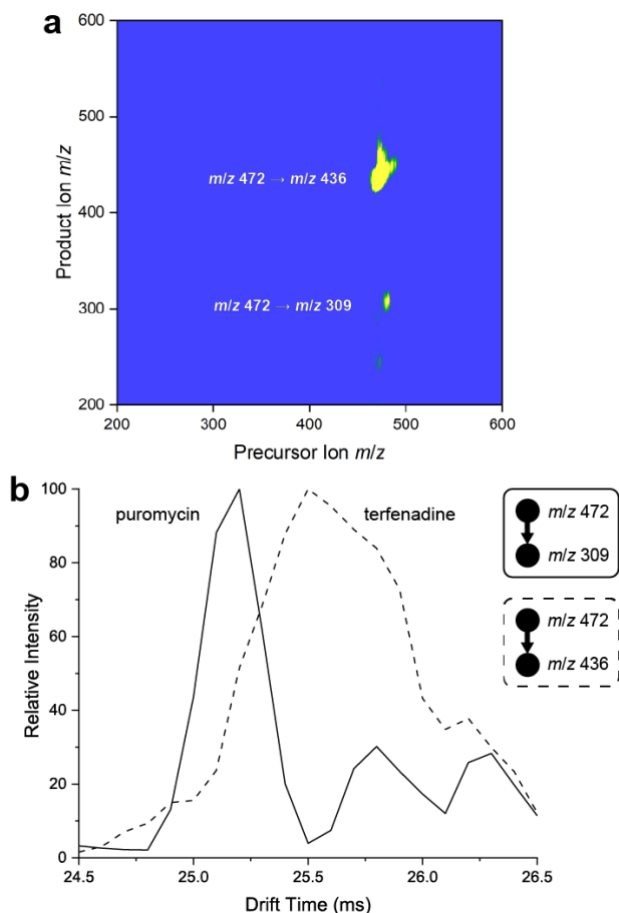 a
600
500
400
300
200
200
300
400
500
600
Product Ion m/z
Precursor Ion m/z
m/z 472 → m/z 436
m/z 472 → m/z 309
b
100
80
60
40
20
0
24.5
25.0
25.5
26.0
26.5
Relative Intensity
Drift Time (ms)
puromycin
terfenadine
m/z 472
m/z 309
m/z 472
m/z 436